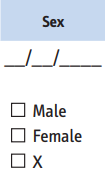 Sex
__/__/____
☐ Male
☐ Female
☐ X